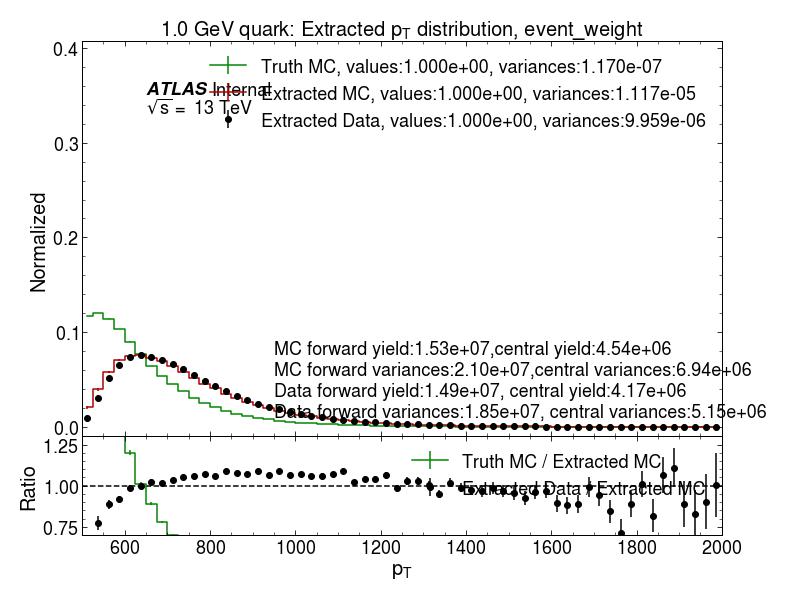 1.0 GeV quark: Extracted pT distribution, event_weight
0.4
0.3
0.2
0.1
0.0
Normalized
Truth MC, values:1.000e+00, variances:1.170e-07
ATLAS Internal
Extracted MC, values:1.000e+00, variances:1.117e-05
√s = 13 TeV
Extracted Data, values:1.000e+00, variances:9.959e-06
MC forward yield:1.53e+07,central yield:4.54e+06
MC forward variances:2.10e+07,central variances:6.94e+06
Data forward yield:1.49e+07, central yield:4.17e+06
Data forward variances:1.85e+07, central variances:5.15e+06
1.25
1.00
0.75
Ratio
Truth MC / Extracted MC
Extracted Data / Extracted MC
600 800 1000 1200 1400 1600 1800 2000
pT